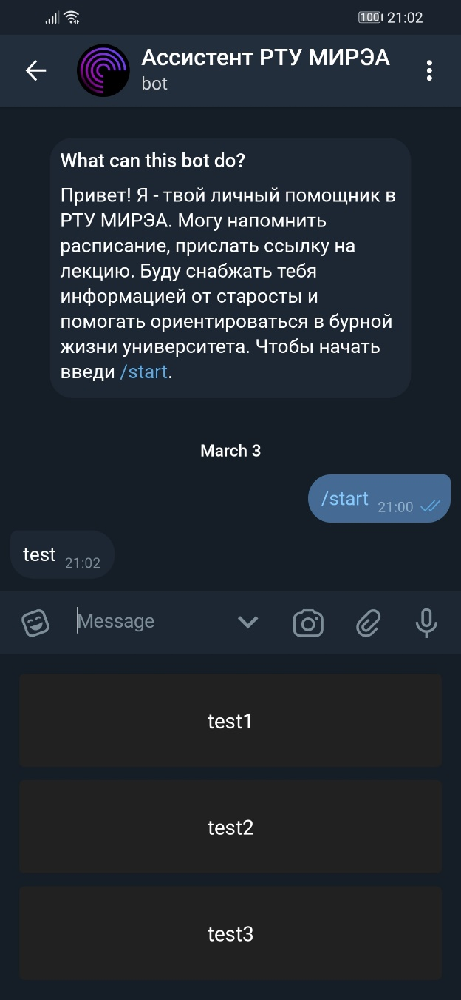 100 21:02
Ассистент РТУ МИРЭА
bot
What can this bot do?
Привет! Я - твой личный помощник в
РТУ МИРЭА. Могу напомнить
расписание, прислать ссылку на
лекцию. Буду снабжать тебя
информацией от старосты и
помогать ориентироваться в бурной
жизни университета. Чтобы начать
введи /start.
March 3
/start 21:00
test 21:02
Message
test1
test2
test3